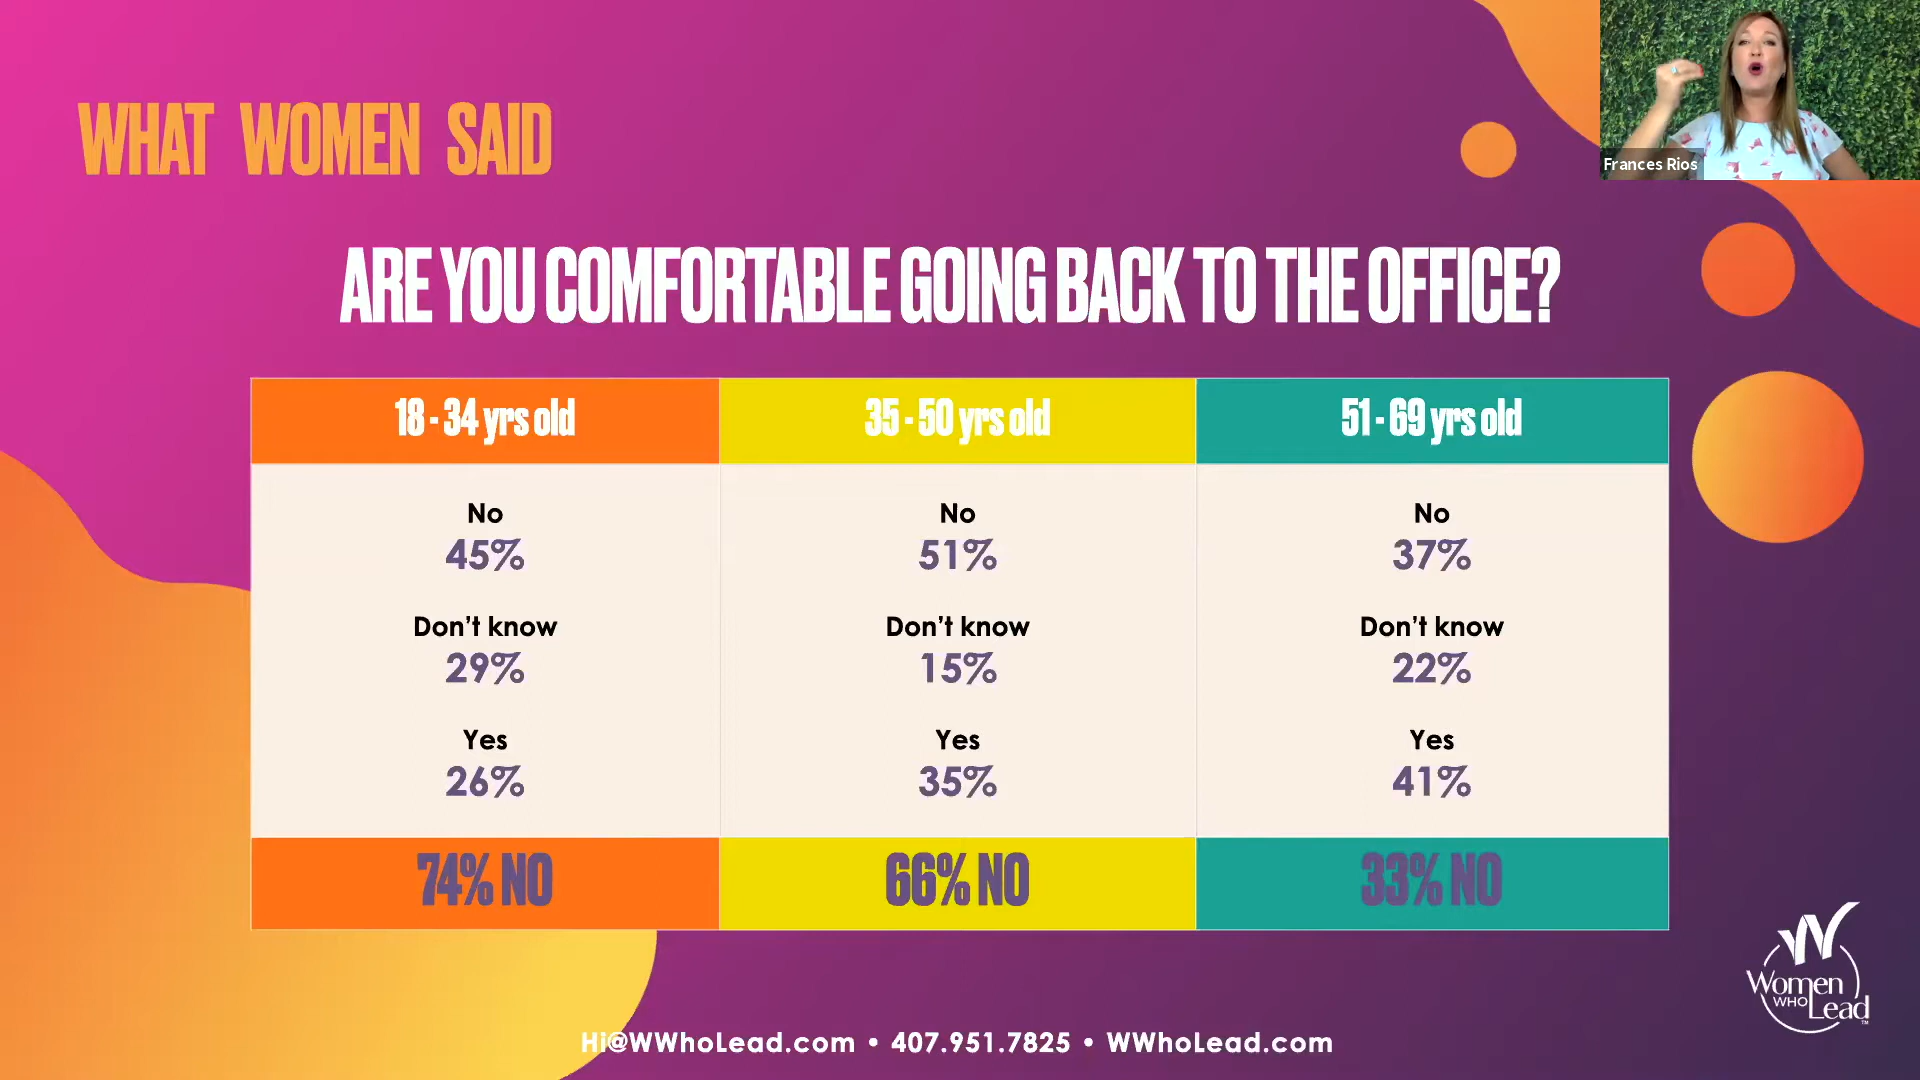 WHAT WOMEN SAID
Frances Rios
ARE YOU COMFORTABLE GOING BACK TO THE OFFICE?
18 - 34 yrs old
35 - 50 yrs old
51 - 69 yrs old
No
45%
Don't know
29%
Yes
26%
No
51%
Don't know
15%
Yes
35%
No
37%
Don't know
22%
Yes
41%
74% NO
66% NO
33% NO
W
Women
WHO Lead
TM
Hi@WWhoLead.com • 407.951.7825 • WWhoLead.com